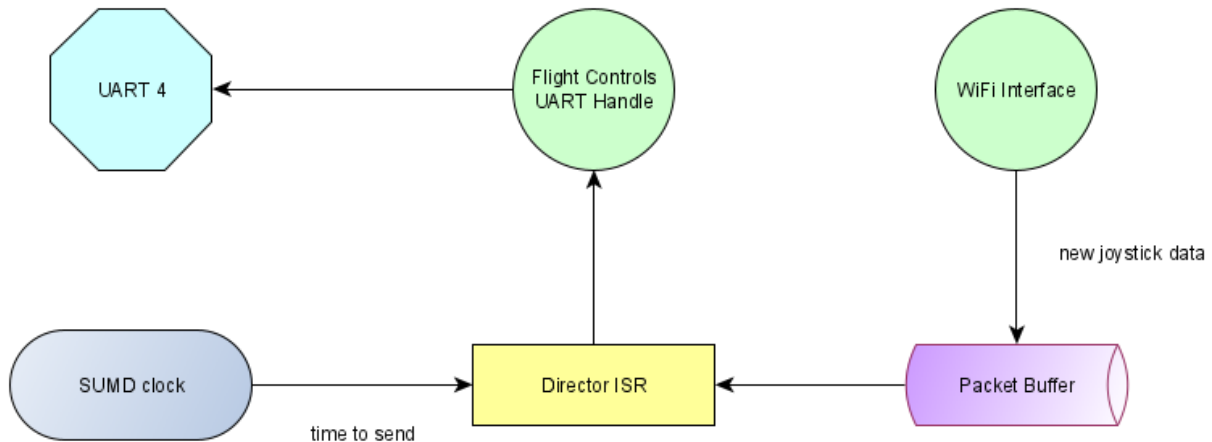 UART 4
Flight Controls
UART Handle
WiFi Interface
new joystick data
SUMD clock
time to send
Director ISR
Packet Buffer